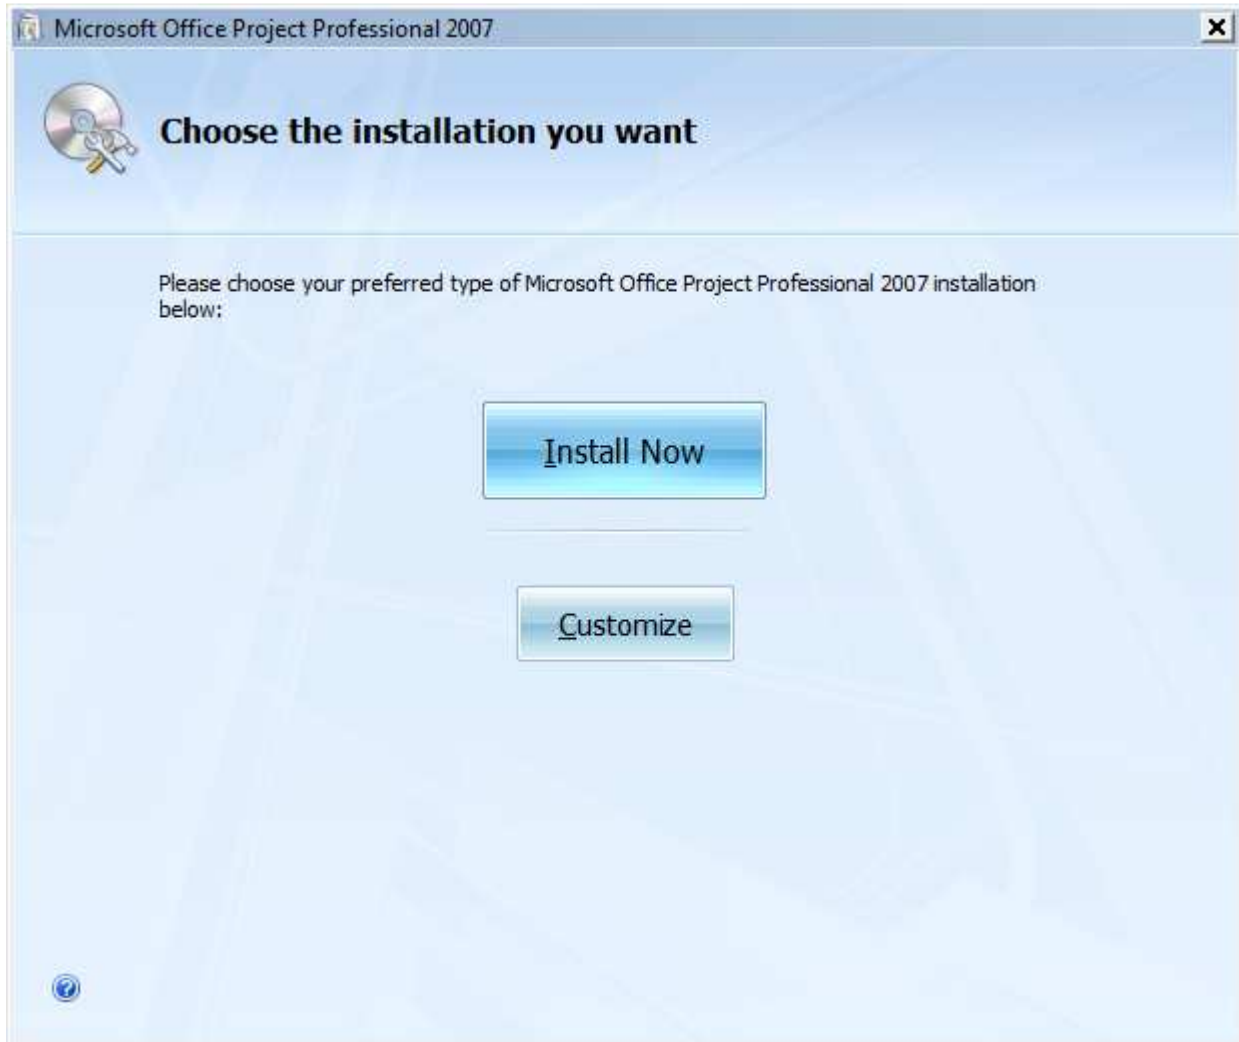 Microsoft Office Project Professional 2007
Choose the installation you want
Please choose your preferred type of Microsoft Office Project Professional 2007 installation
below:
Install Now
Customize